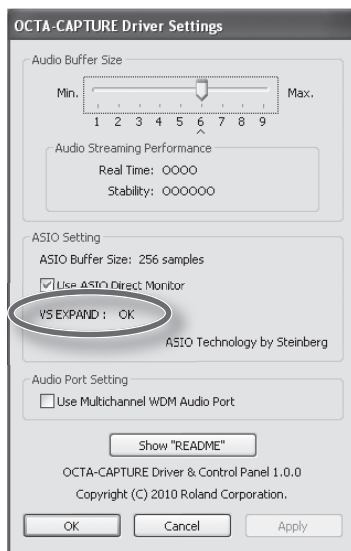 OCTA-CAPTURE Driver Settings
Audio Buffer Size
Min. Max.
1 2 3 4 5 6 7 8 9
Audio Streaming Performance
Real Time: OOOO
Stability: OOOOOO
ASIO Setting
ASIO Buffer Size: 256 samples
Use ASIO Direct Monitor
VS EXPAND : OK
ASIO Technology by Steinberg
Audio Port Setting
Use Multichannel WDM Audio Port
Show "README"
OCTA-CAPTURE Driver & Control Panel 1.0.0
Copyright (C) 2010 Roland Corporation.
OK Cancel Apply